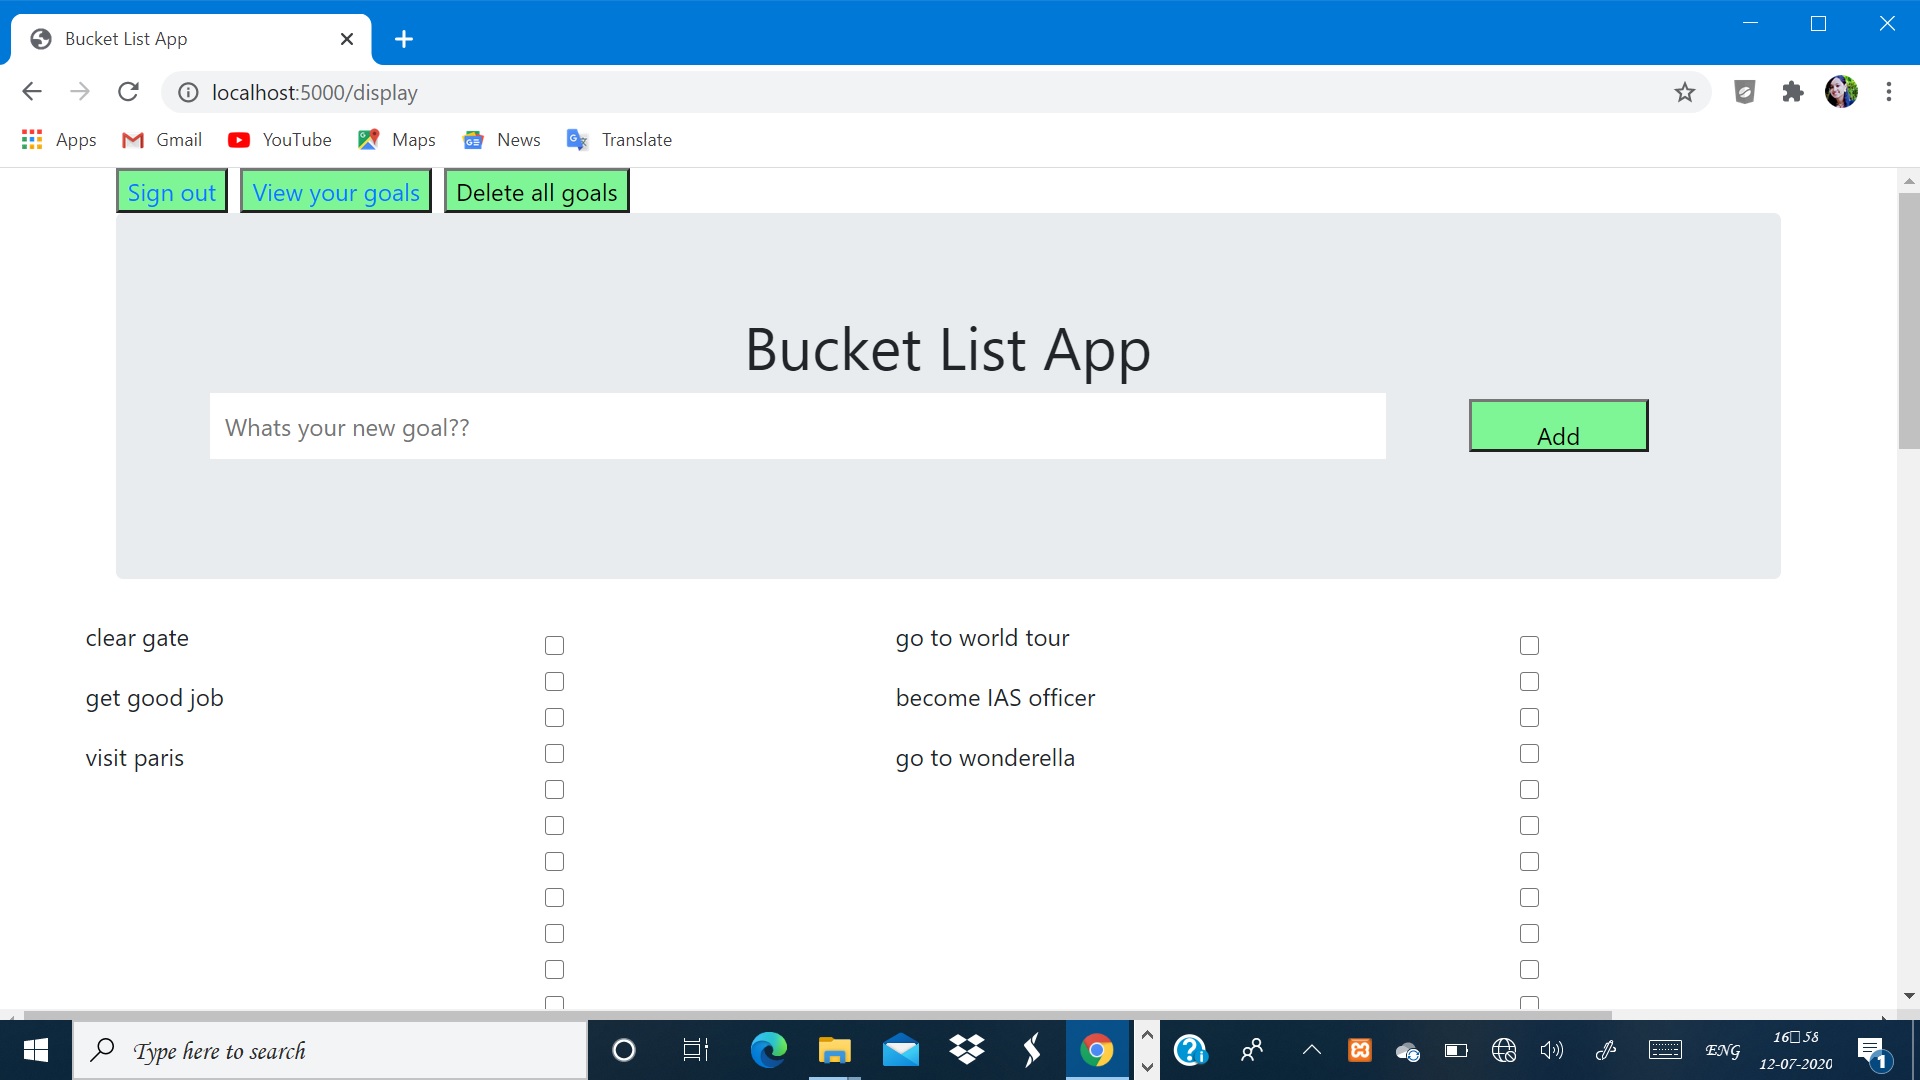 Bucket List App
localhost:5000/display
Apps Gmail YouTube Maps News Translate
Sign out View your goals Delete all goals
Bucket List App
Whats your new goal?? Add
clear gate go to world tour
get good job become IAS officer
visit paris go to wonderella
Type here to search ENG 16□58
12-07-2020 1